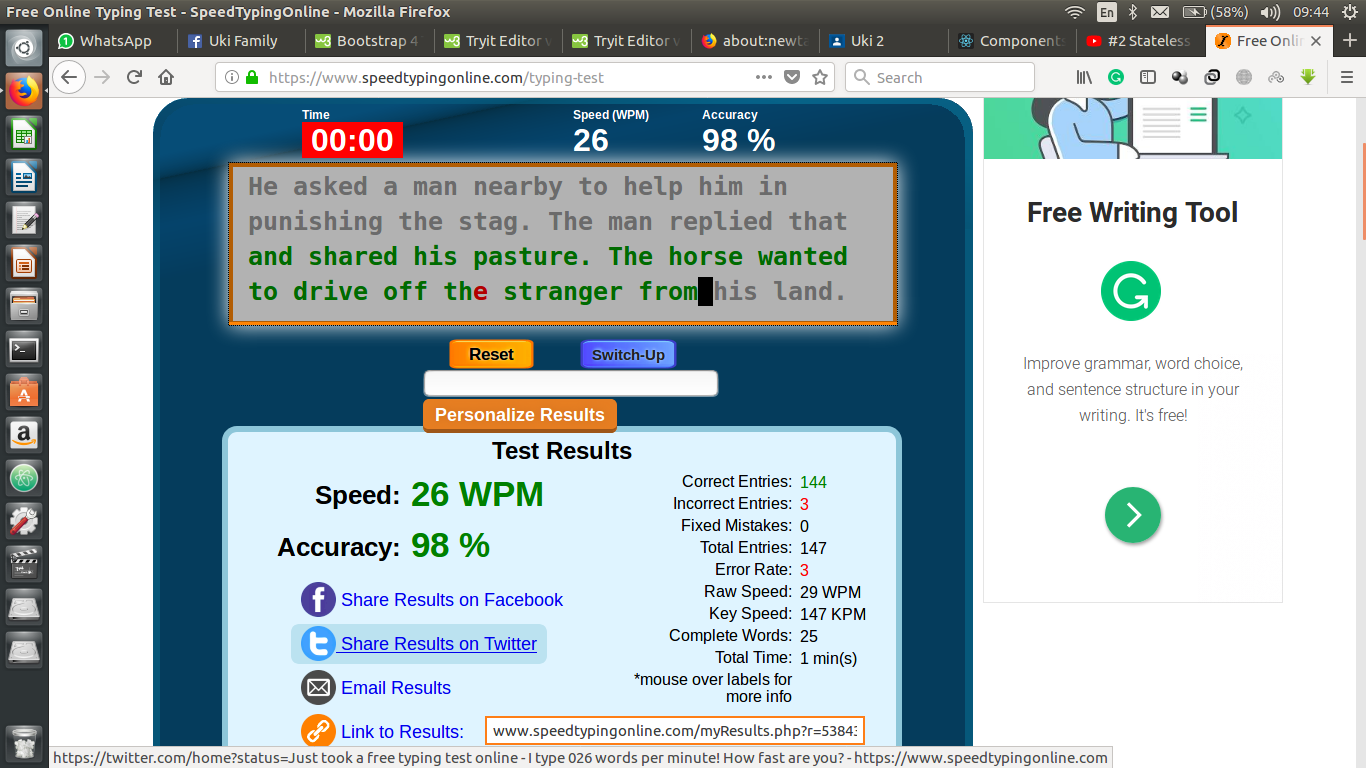 Free Online Typing Test - SpeedTypingOnline - Mozilla Firefox
En
(58%)
09:44
WhatsApp
Uki Family
Bootstrap 4
Tryit Editor v
Tryit Editor v
about:newta
Uki 2
Components
#2 Stateless
Free Onli
https://www.speedtypingonline.com/typing-test
Search
Time
Speed (WPM)
Accuracy
00:00
26
98 %
He asked a man nearby to help him in
punishing the stag. The man replied that
and shared his pasture. The horse wanted
to drive off the stranger from his land.
Reset
Switch-Up
Personalize Results
Test Results
Speed: 26 WPM
Accuracy: 98 %
Share Results on Facebook
Share Results on Twitter
Email Results
Link to Results:
www.speedtypingonline.com/myResults.php?r=53843
Correct Entries: 144
Incorrect Entries: 3
Fixed Mistakes: 0
Total Entries: 147
Error Rate: 3
Raw Speed: 29 WPM
Key Speed: 147 KPM
Complete Words: 25
Total Time: 1 min(s)
*mouse over labels for
more info
Free Writing Tool
Improve grammar, word choice,
and sentence structure in your
writing. It's free!
https://twitter.com/home?status=Just took a free typing test online - I type 026 words per minute! How fast are you? - https://www.speedtypingonline.com